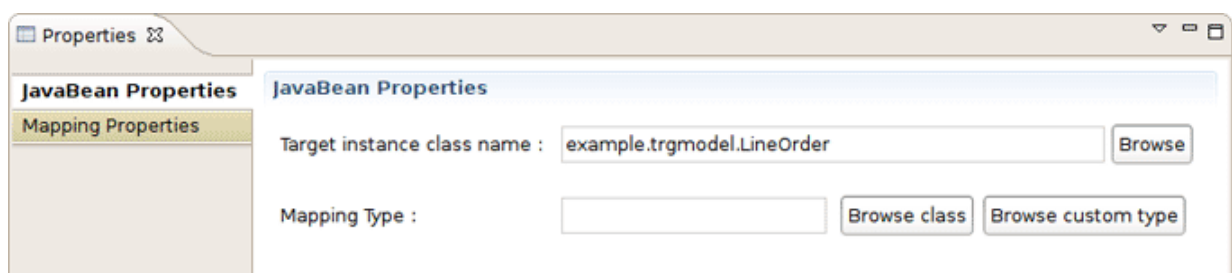 Properties
JavaBean Properties
Mapping Properties
JavaBean Properties
Target instance class name : example.trgmodel.LineOrder Browse
Mapping Type : Browse class Browse custom type